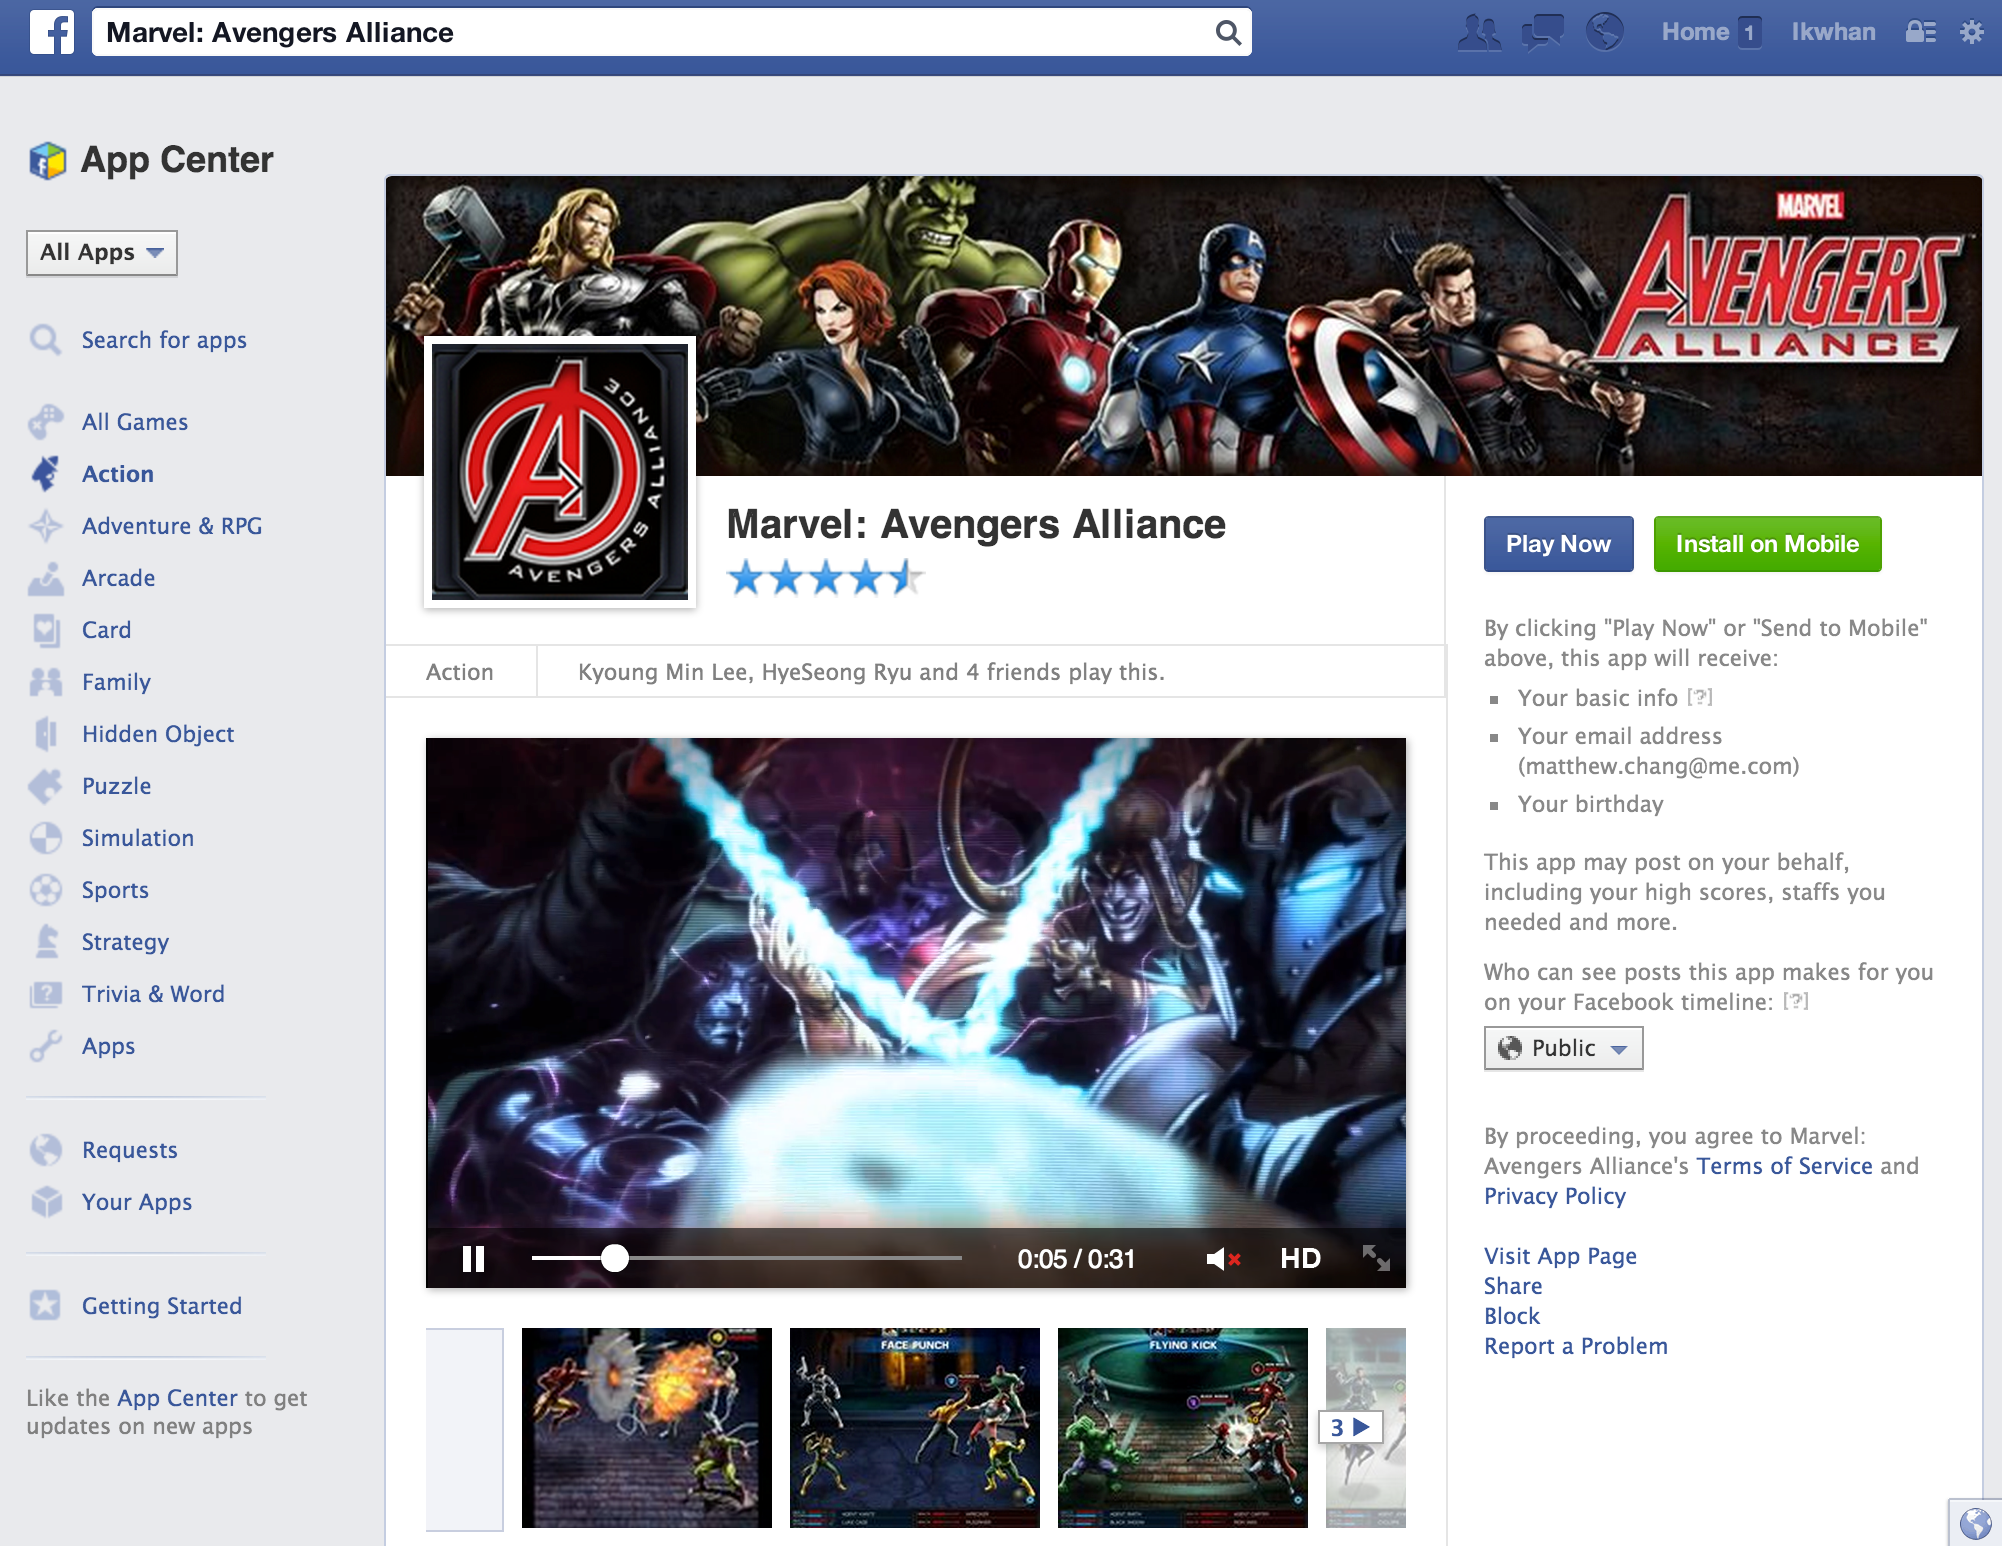 Marvel: Avengers Alliance
Home 1
Ikwhan
App Center
All Apps
Search for apps
All Games
Action
Adventure & RPG
Arcade
Card
Family
Hidden Object
Puzzle
Simulation
Sports
Strategy
Trivia & Word
Apps
Requests
Your Apps
Getting Started
Like the App Center to get
updates on new apps
MARVEL
AVENGERS
ALLIANCE
AVENGERS ALLIANCE
Marvel: Avengers Alliance
Action
Kyoung Min Lee, HyeSeong Ryu and 4 friends play this.
0:05 / 0:31
HD
FACE PUNCH
FLYING KICK
3
Play Now
Install on Mobile
By clicking "Play Now" or "Send to Mobile"
above, this app will receive:
Your basic info [?]
Your email address
(matthew.chang@me.com)
Your birthday
This app may post on your behalf,
including your high scores, staffs you
needed and more.
Who can see posts this app makes for you
on your Facebook timeline: [?]
Public
By proceeding, you agree to Marvel:
Avengers Alliance's Terms of Service and
Privacy Policy
Visit App Page
Share
Block
Report a Problem